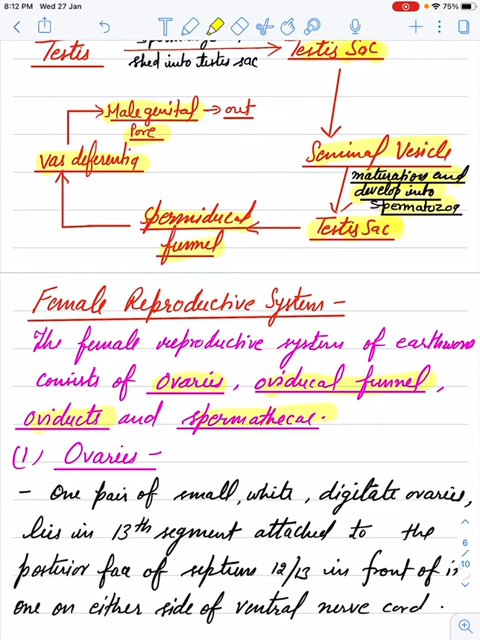 8:12 PM Wed 27 Jan
75%
Testis
shed into testis sac
Testis Sac
Male genital → out
Pore
Vas deferentia
Seminal Vesicle
maturation and
develop into
Spermatozoa
Spermiducal
funnel
Testis Sac
Female Reproductive System -
The female reproductive system of earthworm
consists of ovaries, oviducal funnel,
oviducts and spermathecae.
(1) Ovaries -
- One pair of small, white, digitate ovaries,
lies in 13th segment attached to the
posterior face of septum 12/13 in front of
one on either side of ventral nerve cord.
6
10